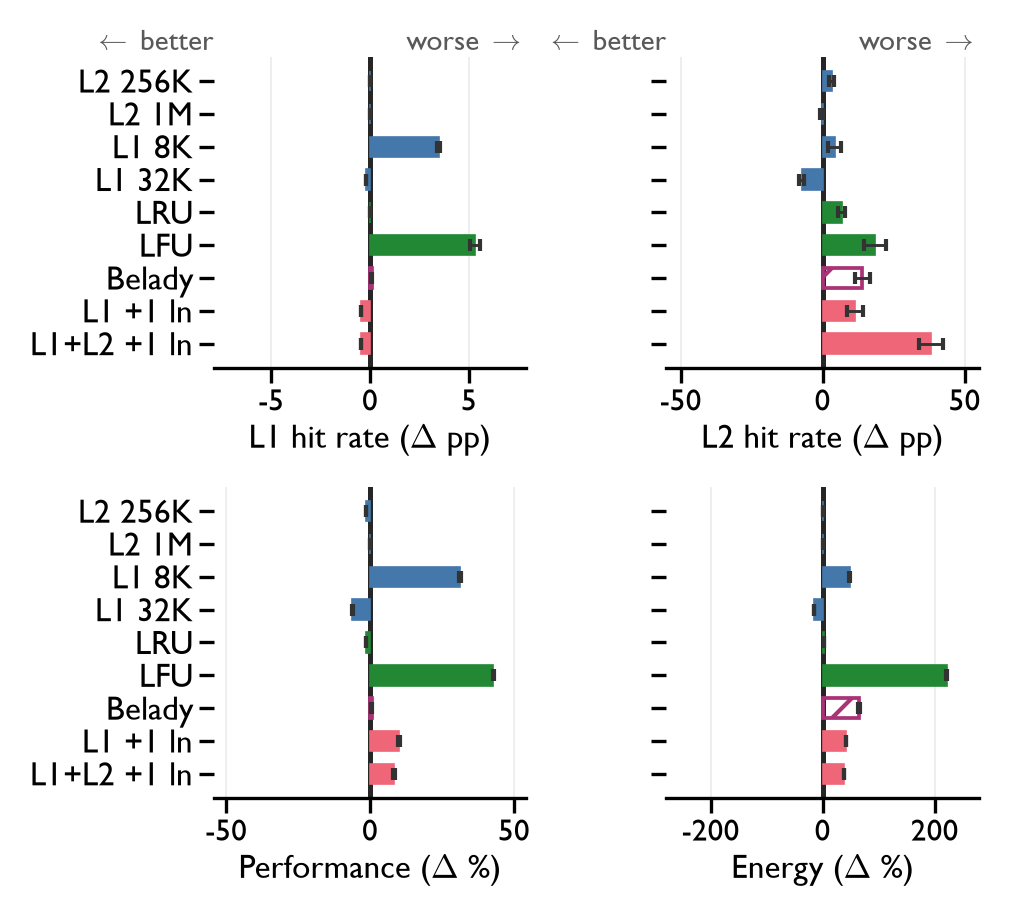 ← better worse → ← better worse →
L2 256K
L2 1M
L1 8K
L1 32K
LRU
LFU
Belady
L1 +1 ln
L1+L2 +1 ln
-5 0 5 -50 0 50
L1 hit rate (Δ pp) L2 hit rate (Δ pp)
L2 256K
L2 1M
L1 8K
L1 32K
LRU
LFU
Belady
L1 +1 ln
L1+L2 +1 ln
-50 0 50 -200 0 200
Performance (Δ %) Energy (Δ %)